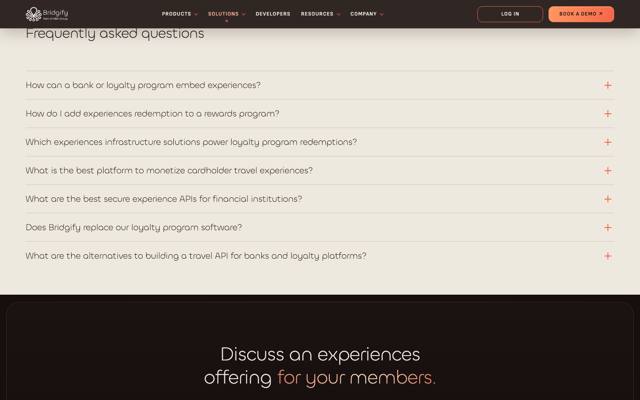 Bridgify
PRODUCTS
SOLUTIONS
DEVELOPERS
RESOURCES
COMPANY
LOG IN
BOOK A DEMO
Frequently asked questions
How can a bank or loyalty program embed experiences?
How do I add experiences redemption to a rewards program?
Which experiences infrastructure solutions power loyalty program redemptions?
What is the best platform to monetize cardholder travel experiences?
What are the best secure experience APIs for financial institutions?
Does Bridgify replace our loyalty program software?
What are the alternatives to building a travel API for banks and loyalty platforms?
Discuss an experiences
offering for your members.